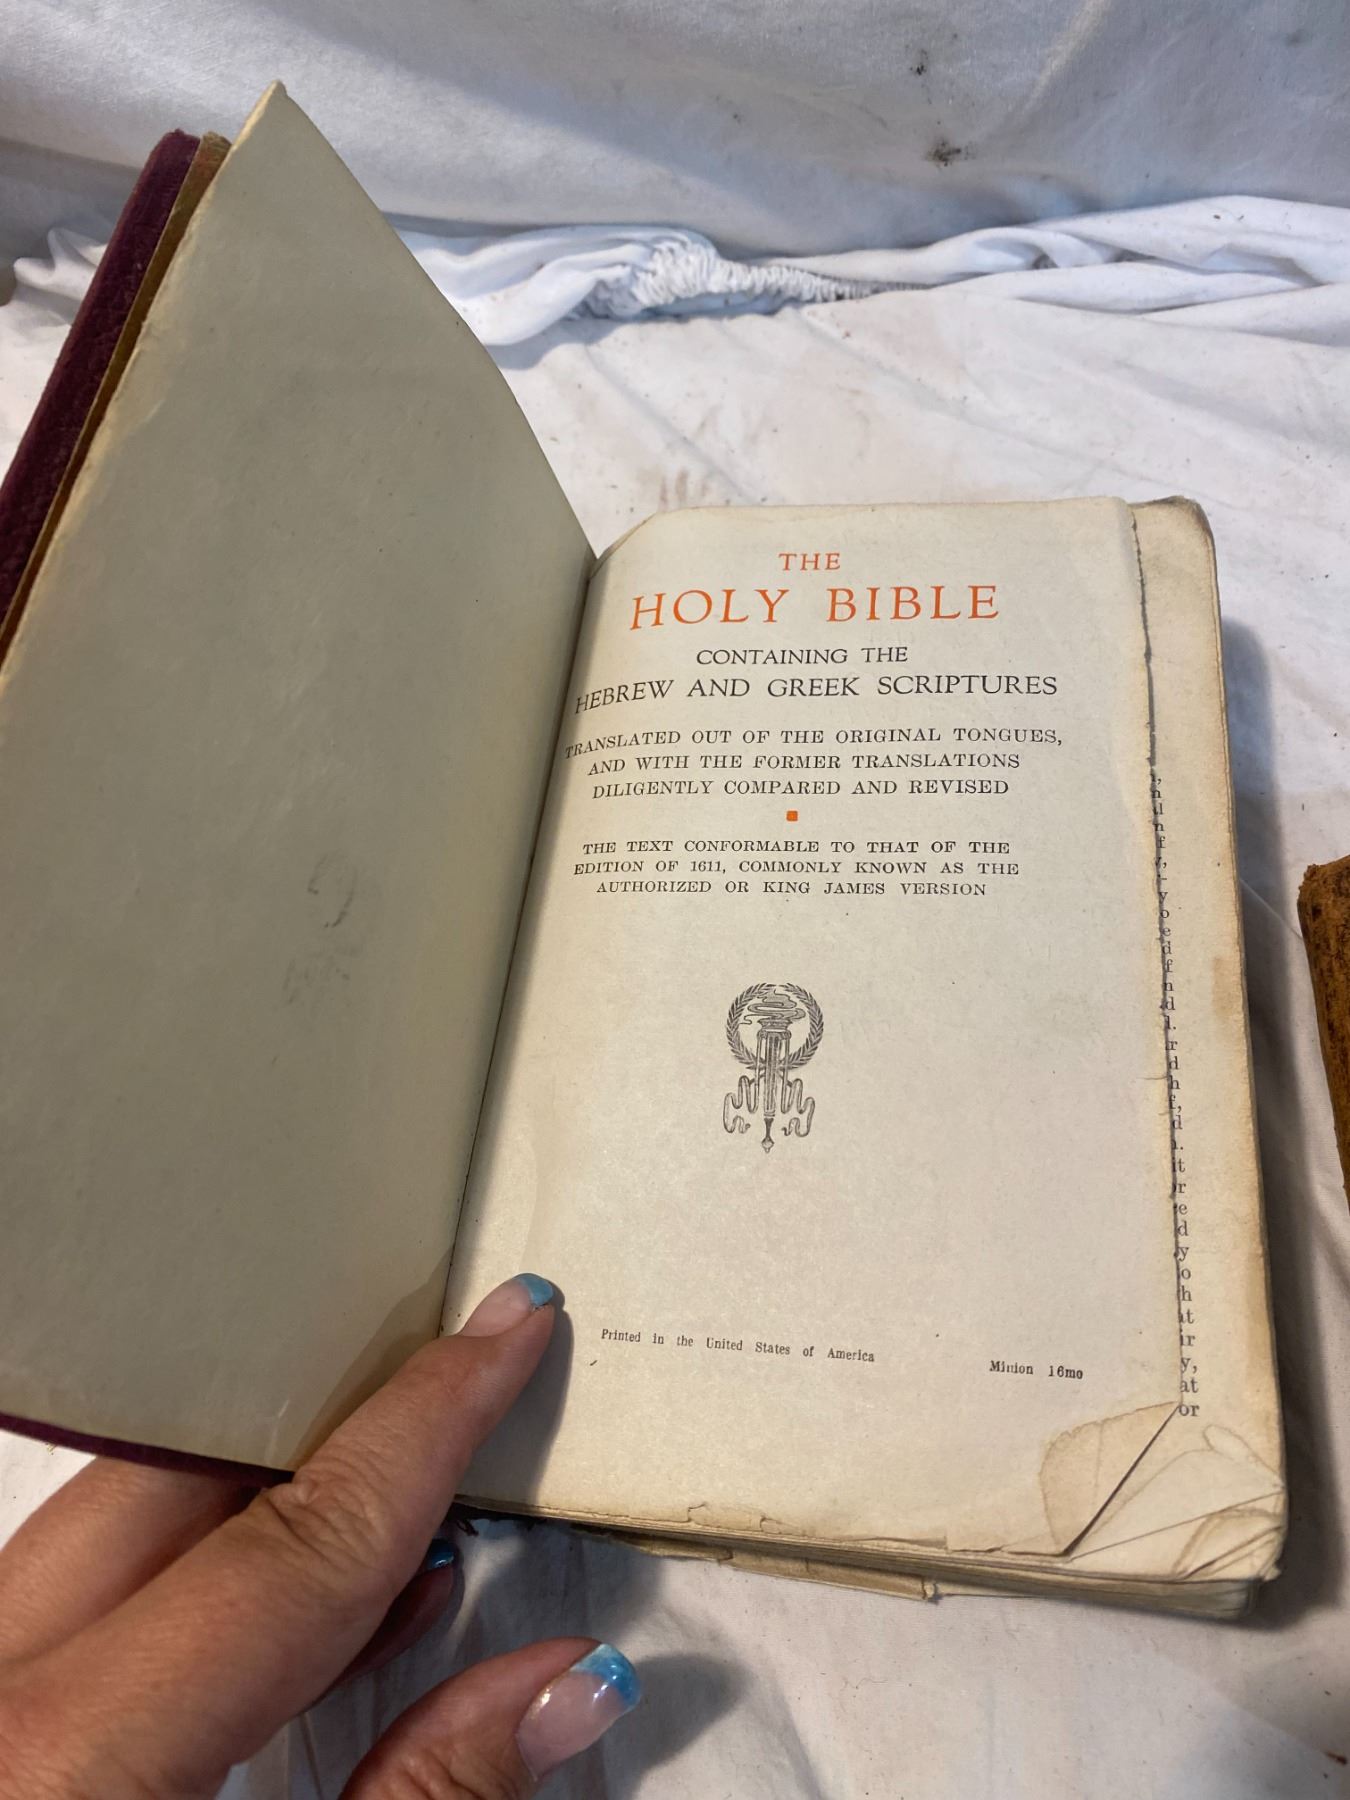 THE
HOLY BIBLE
CONTAINING THE
HEBREW AND GREEK SCRIPTURES
TRANSLATED OUT OF THE ORIGINAL TONGUES,
AND WITH THE FORMER TRANSLATIONS
DILIGENTLY COMPARED AND REVISED
THE TEXT CONFORMABLE TO THAT OF THE
EDITION OF 1611, COMMONLY KNOWN AS THE
AUTHORIZED OR KING JAMES VERSION
Printed in the United States of America
Minion 16mo